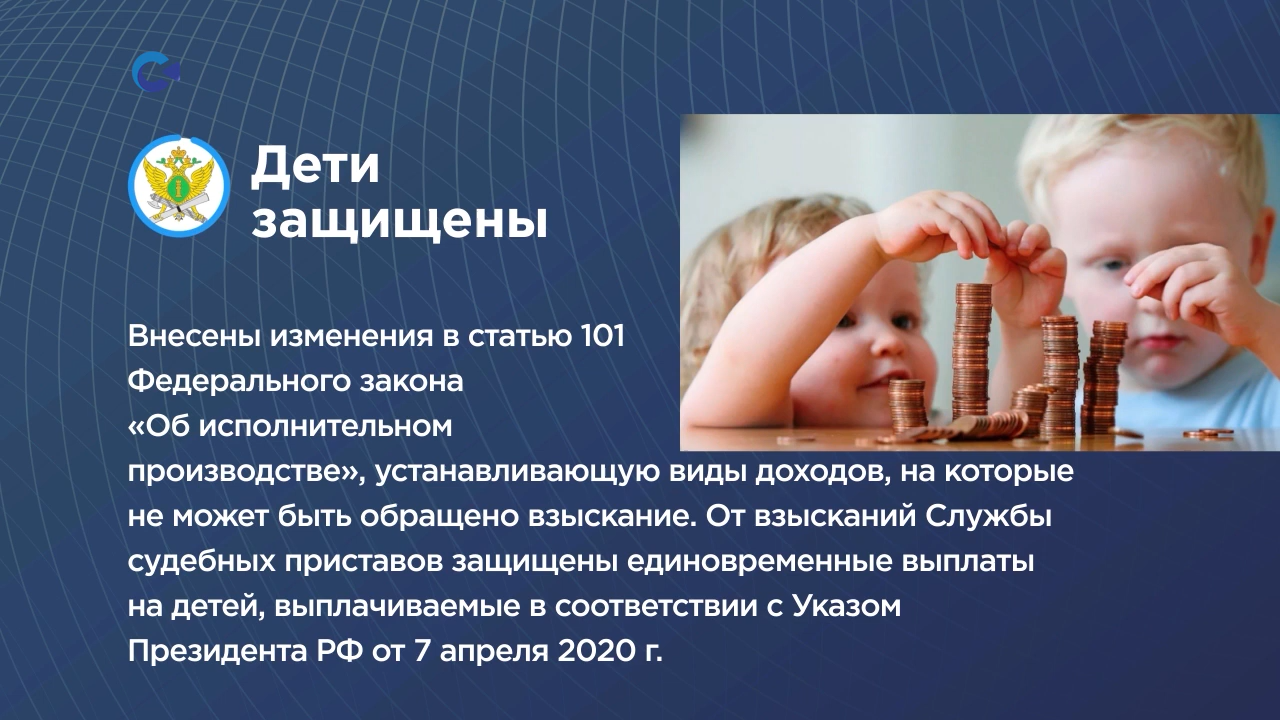 Дети
защищены
Внесены изменения в статью 101
Федерального закона
«Об исполнительном
производстве», устанавливающую виды доходов, на которые
не может быть обращено взыскание. От взысканий Службы
судебных приставов защищены единовременные выплаты
на детей, выплачиваемые в соответствии с Указом
Президента РФ от 7 апреля 2020 г.